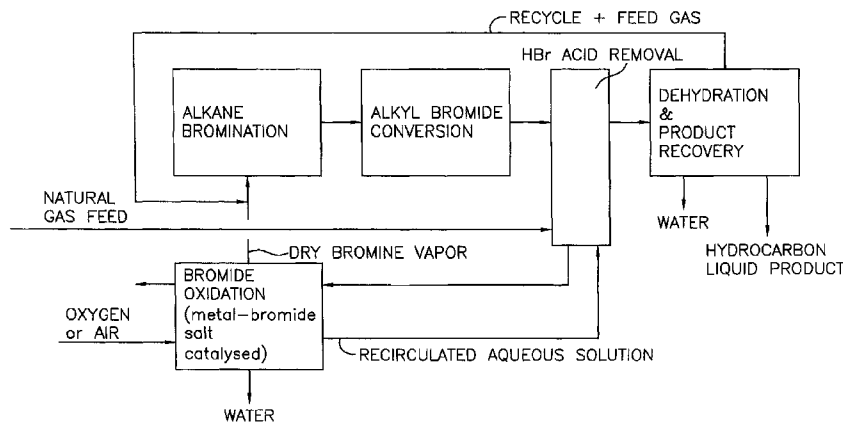 RECYCLE + FEED GAS
HBr ACID REMOVAL
ALKANE
BROMINATION
ALKYL BROMIDE
CONVERSION
DEHYDRATION
&
PRODUCT
RECOVERY
NATURAL
GAS FEED
WATER
DRY BROMINE VAPOR
HYDROCARBON
LIQUID PRODUCT
BROMIDE
OXIDATION
(metal-bromide
salt
catalysed)
OXYGEN
or AIR
RECIRCULATED AQUEOUS SOLUTION
WATER